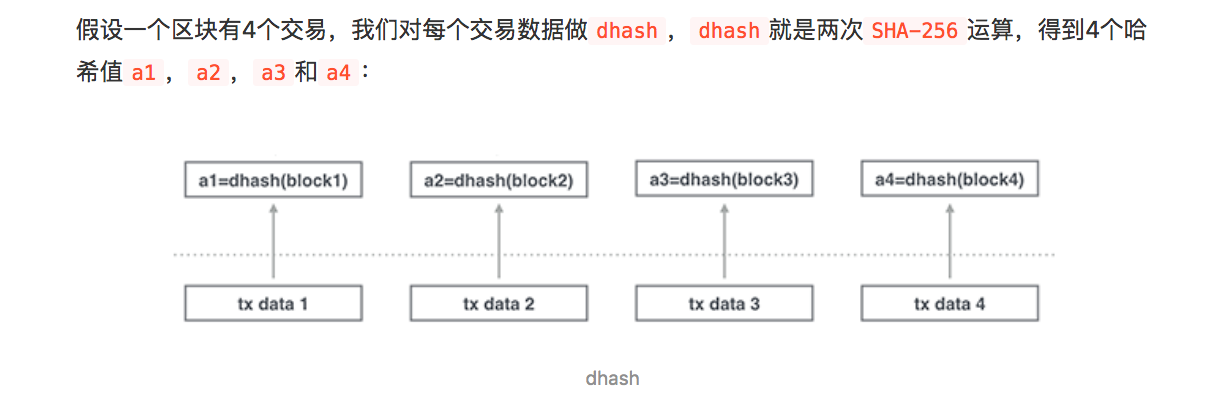 假设一个区块有4个交易，我们对每个交易数据做 dhash ， dhash 就是两次 SHA-256 运算，得到4个哈
希值 a1 ， a2 ， a3 和 a4 ：
a1=dhash(block1) a2=dhash(block2) a3=dhash(block3) a4=dhash(block4)
tx data 1 tx data 2 tx data 3 tx data 4
dhash